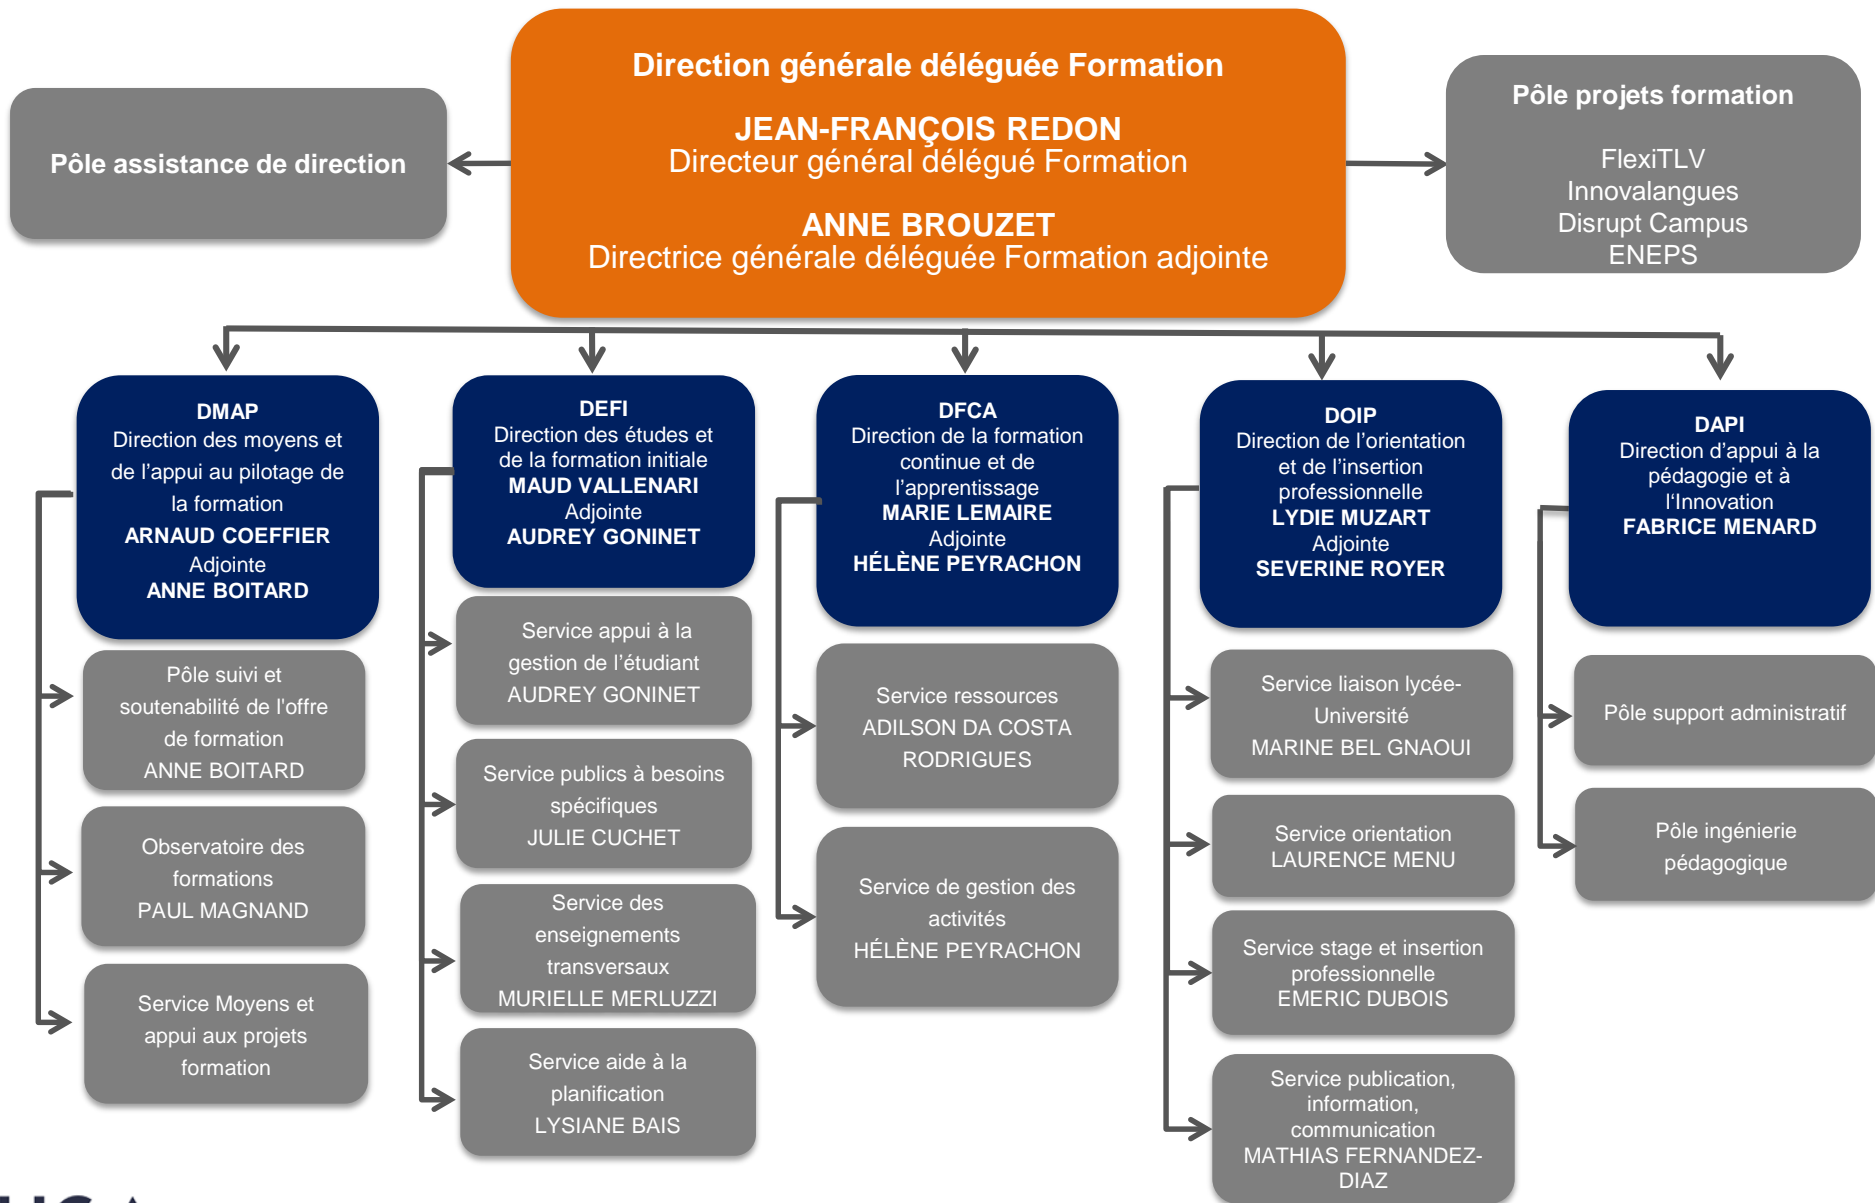 Direction générale déléguée Formation
JEAN-FRANÇOIS REDON
Directeur général délégué Formation
ANNE BROUZET
Directrice générale déléguée Formation adjointe
Pôle assistance de direction
Pôle projets formation
FlexiTLV
Innovalangues
Disrupt Campus
ENEPS
DMAP
Direction des moyens et
de l'appui au pilotage de
la formation
ARNAUD COEFFIER
Adjointe
ANNE BOITARD
Pôle suivi et
soutenabilité de l'offre
de formation
ANNE BOITARD
Observatoire des
formations
PAUL MAGNAND
Service Moyens et
appui aux projets
formation
DEFI
Direction des études et
de la formation initiale
MAUD VALLENARI
Adjointe
AUDREY GONINET
Service appui à la
gestion de l'étudiant
AUDREY GONINET
Service publics à besoins
spécifiques
JULIE CUCHET
Service des
enseignements
transversaux
MURIELLE MERLUZZI
Service aide à la
planification
LYSIANE BAIS
DFCA
Direction de la formation
continue et de
l'apprentissage
MARIE LEMAIRE
Adjointe
HÉLÈNE PEYRACHON
Service ressources
ADILSON DA COSTA
RODRIGUES
Service de gestion des
activités
HÉLÈNE PEYRACHON
DOIP
Direction de l'orientation
et de l'insertion
professionnelle
LYDIE MUZART
Adjointe
SEVERINE ROYER
Service liaison lycée-
Université
MARINE BEL GNAOUI
Service orientation
LAURENCE MENU
Service stage et insertion
professionnelle
EMERIC DUBOIS
Service publication,
information,
communication
MATHIAS FERNANDEZ-
DIAZ
DAPI
Direction d'appui à la
pédagogie et à
l'Innovation
FABRICE MENARD
Pôle support administratif
Pôle ingénierie
pédagogique